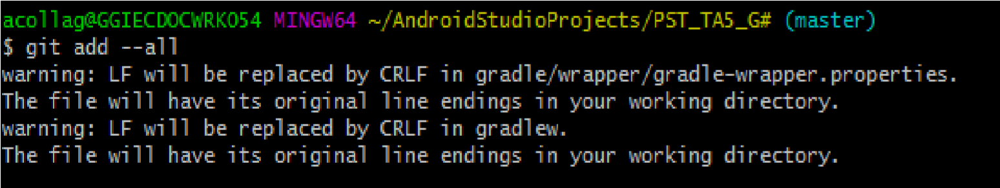 acollag@GGIECDOCWRK054 MINGW64 ~/AndroidStudioProjects/PST_TA5_G# (master)
$ git add --all
warning: LF will be replaced by CRLF in gradle/wrapper/gradle-wrapper.properties.
The file will have its original line endings in your working directory.
warning: LF will be replaced by CRLF in gradlew.
The file will have its original line endings in your working directory.